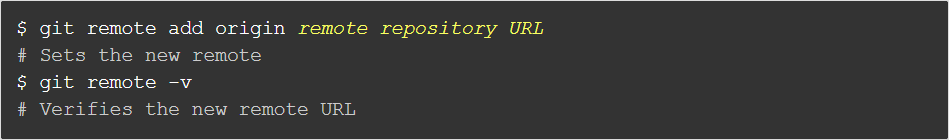 $ git remote add origin remote repository URL
# Sets the new remote
$ git remote -v
# Verifies the new remote URL